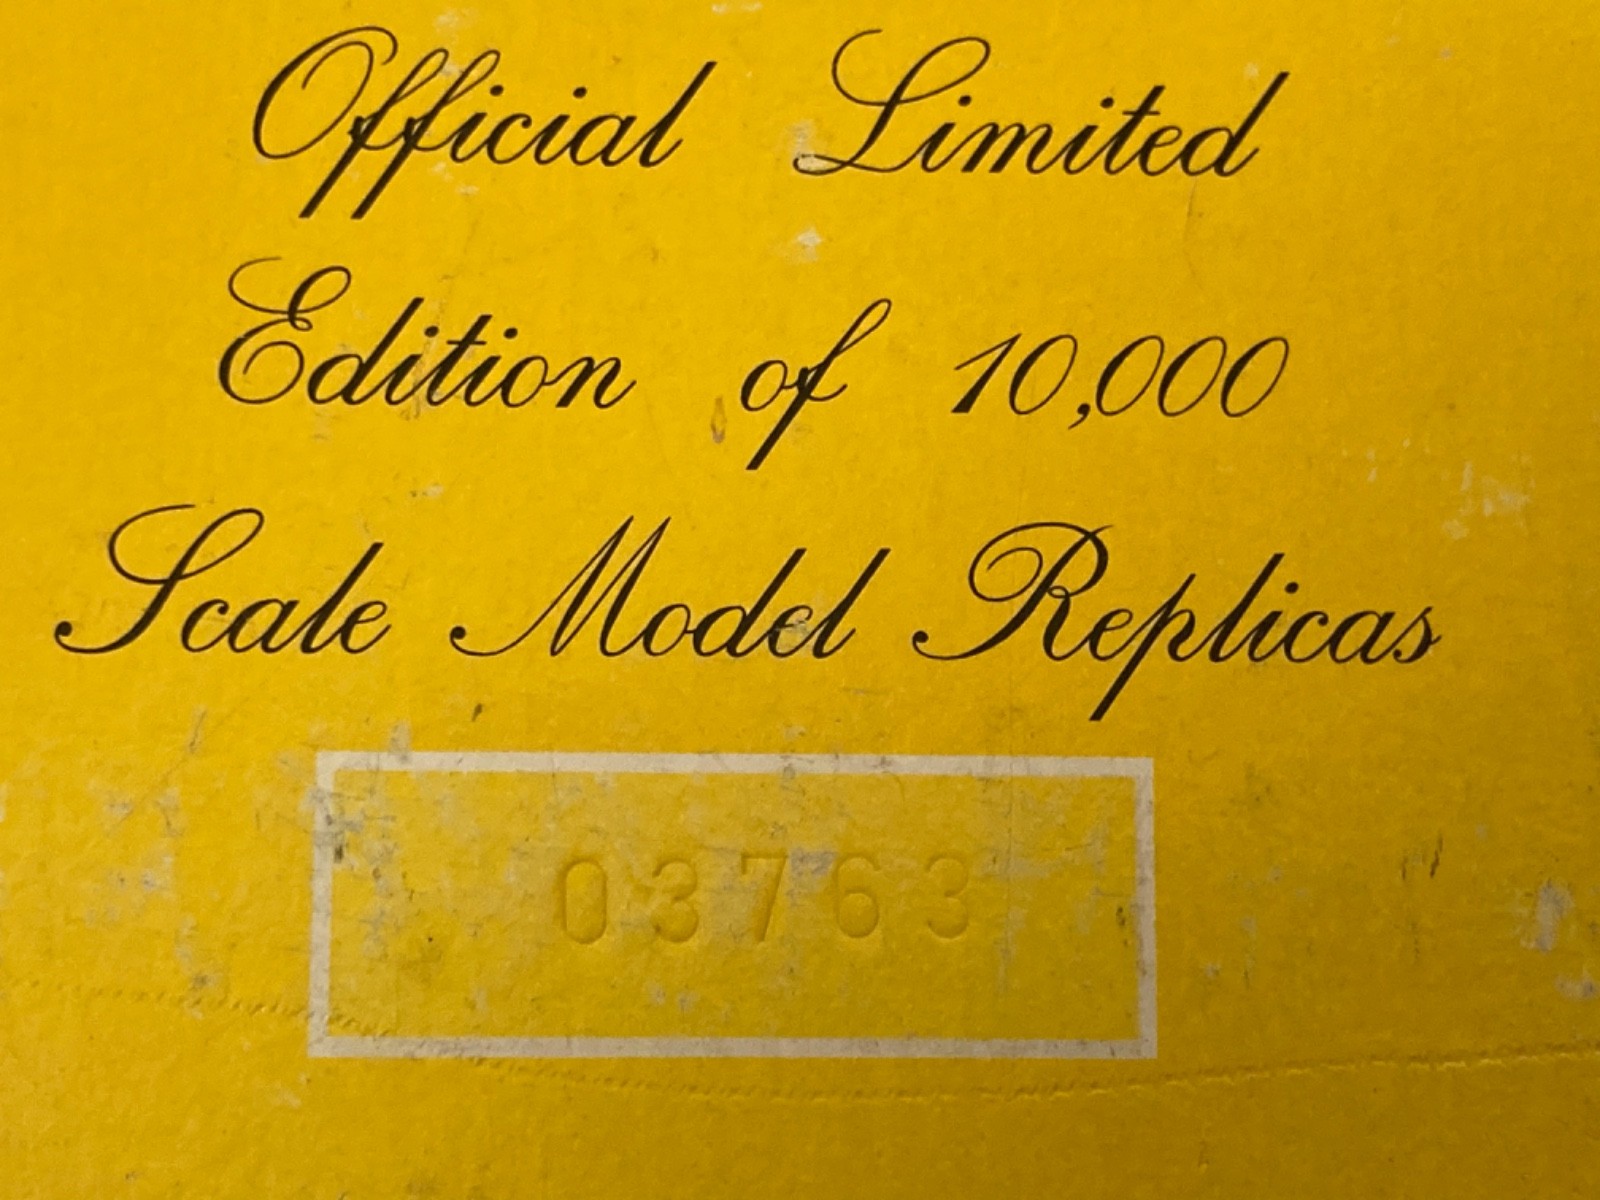 Official Limited
Edition of 10,000
Scale Model Replicas
03763